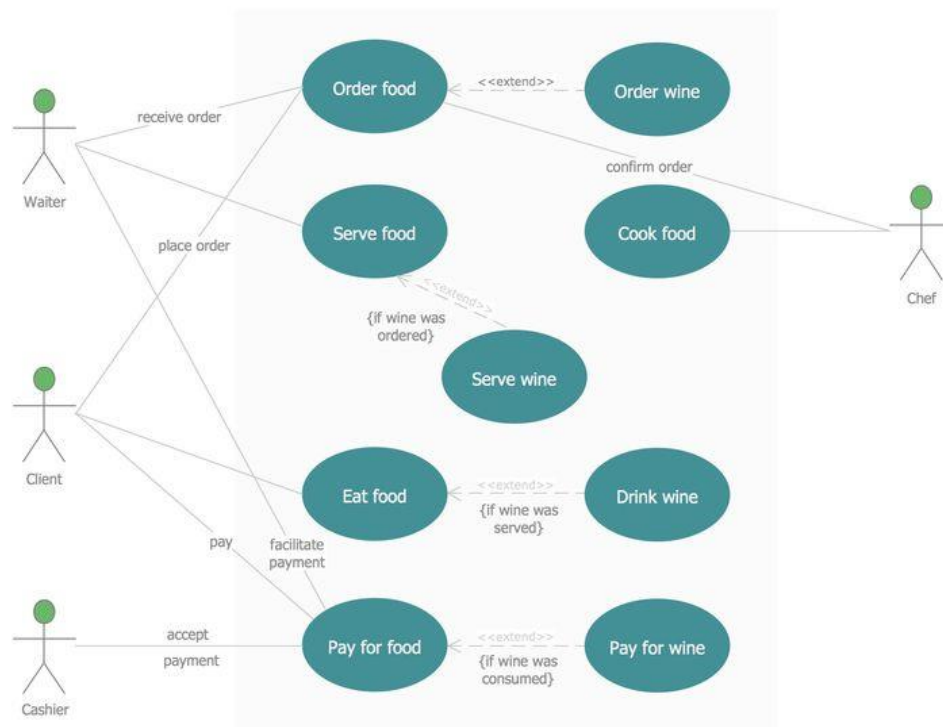 Order food
<<extend>>
Order wine
receive order
confirm order
Waiter
Serve food
Cook food
place order
Chef
<<extend>>
{if wine was
ordered}
Serve wine
Client
Eat food
<<extend>>
{if wine was
served}
Drink wine
pay
facilitate
payment
accept
payment
Pay for food
<<extend>>
{if wine was
consumed}
Pay for wine
Cashier